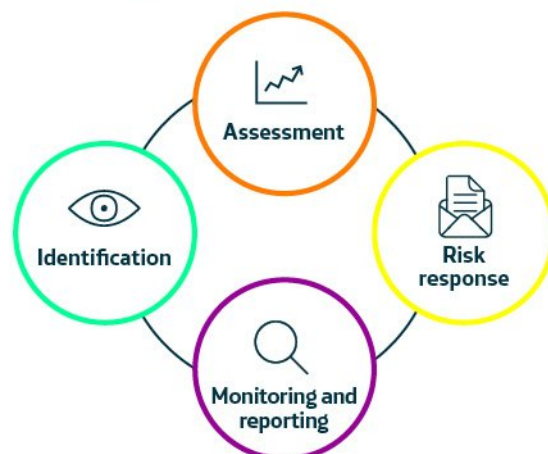 Assessment
Identification
Risk
response
Monitoring and
reporting